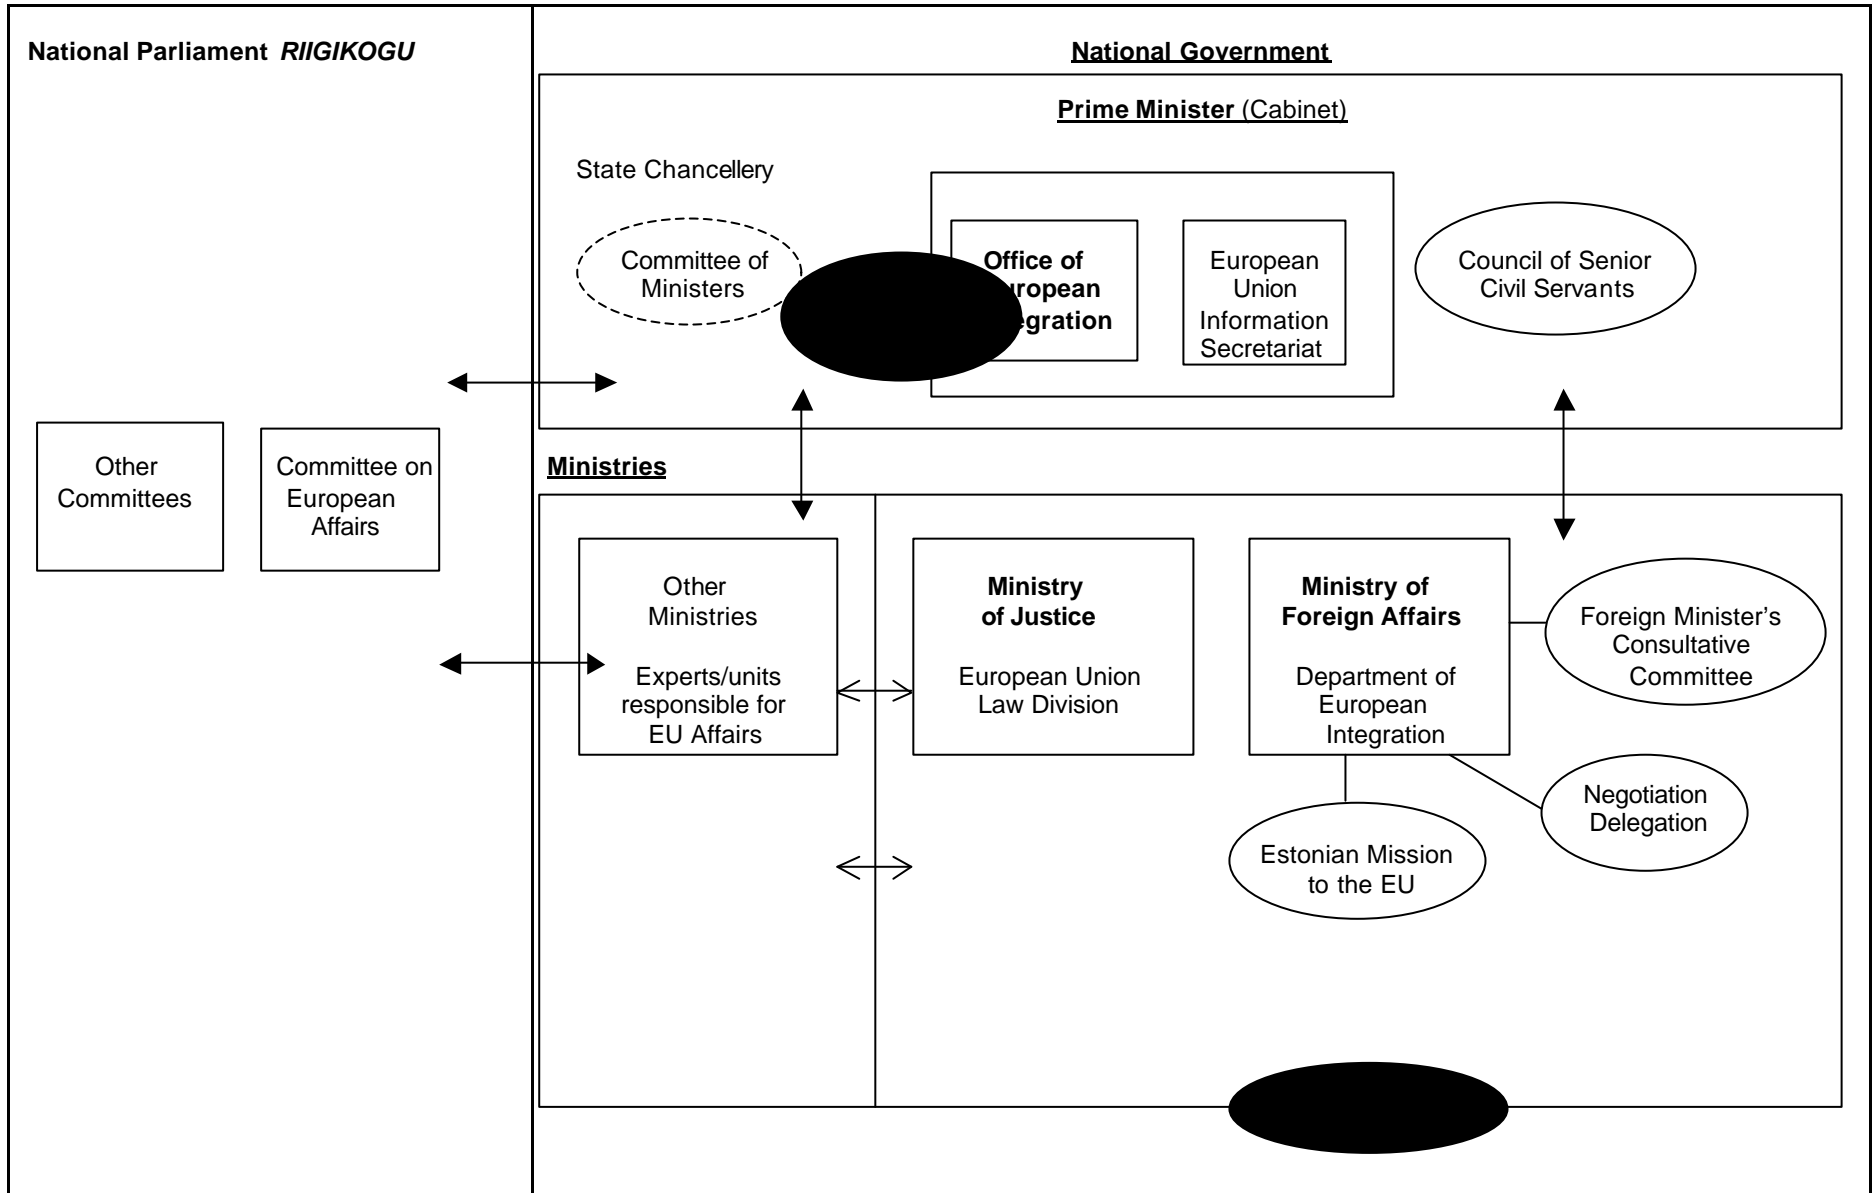 National Parliament RIIGIKOGU
National Government
Prime Minister (Cabinet)
State Chancellery
Committee of
Ministers
Office of
European
Union
Information
Secretariat
Council of Senior
Civil Servants
Other
Committees
Committee on
European
Affairs
Ministries
Other
Ministries
Experts/units
responsible for
EU Affairs
Ministry
of Justice
European Union
Law Division
Ministry of
Foreign Affairs
Department of
European
Integration
Foreign Minister’s
Consultative
Committee
Negotiation
Delegation
Estonian Mission
to the EU